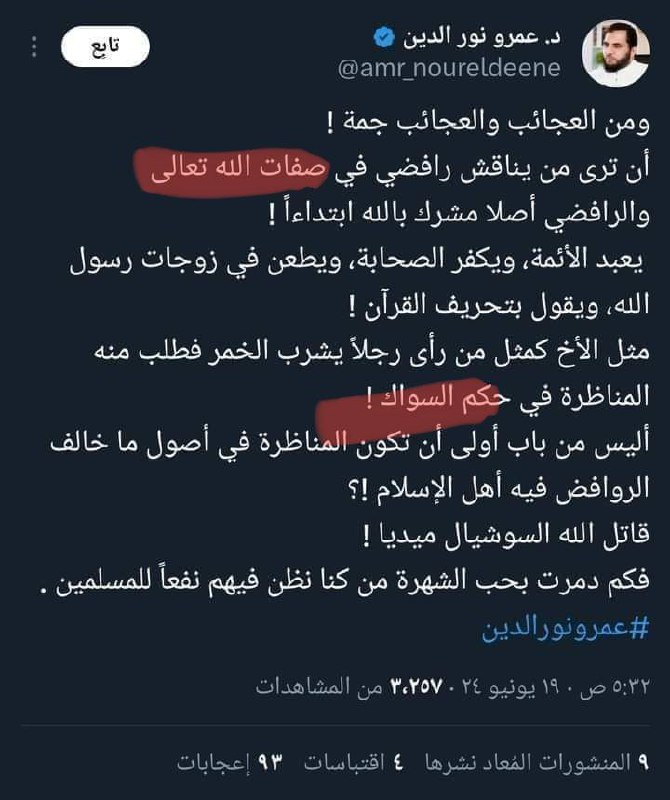 د. عمرو نور الدين
@amr_noureldeene
تابِع
ومن العجائب والعجائب جمة !
أن ترى من يناقش رافضي في صفات الله تعالى
والرافضي أصلا مشرك بالله ابتداءاً !
يعبد الأئمة، ويكفر الصحابة، ويطعن في زوجات رسول
الله، ويقول بتحريف القرآن !
مثل الأخ كمثل من رأى رجلاً يشرب الخمر فطلب منه
المناظرة في حكم السواك !
أليس من باب أولى أن تكون المناظرة في أصول ما خالف
الروافض فيه أهل الإسلام !؟
قاتل الله السوشيال ميديا !
فكم دمرت بحب الشهرة من كنا نظن فيهم نفعاً للمسلمين .
#عمرونورالدين
٥:٣٢ ص · ١٩ يونيو ٢٤ · ٣،٢٥٧ من المشاهدات
٩ المنشورات المُعاد نشرها ٤ اقتباسات ٩٣ إعجابات